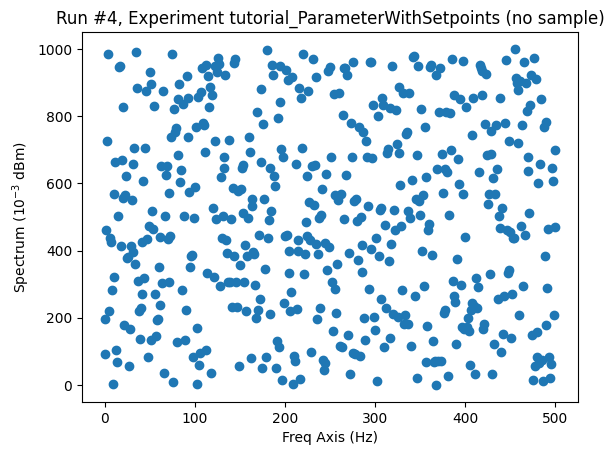 Run #4, Experiment tutorial_ParameterWithSetpoints (no sample)
1000
800
600
400
200
0
Spectrum (10⁻³ dBm)
0 100 200 300 400 500
Freq Axis (Hz)